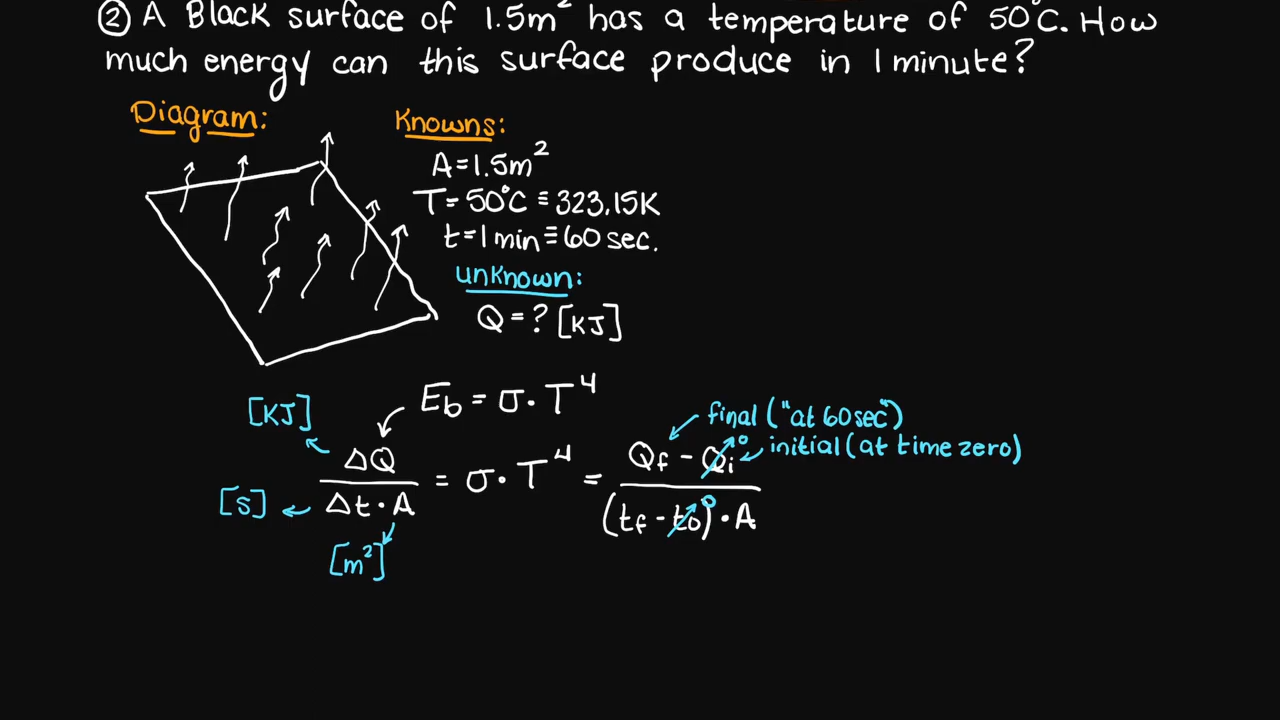 ② A Black surface of 1.5m² has a temperature of 50°C. How
much energy can this surface produce in 1 minute?
Diagram:
Knowns:
A=1.5m²
T=50°C ≡ 323.15K
t=1 min ≡ 60 sec.
unknown:
Q = ? [KJ]
Eb = σ·T⁴
[KJ]
ΔQ
[s]
Δt·A
[m²]
= σ·T⁴ =
Qf - Qi 0
(tf - t0 0)·A
final ("at 60sec")
initial (at time zero)